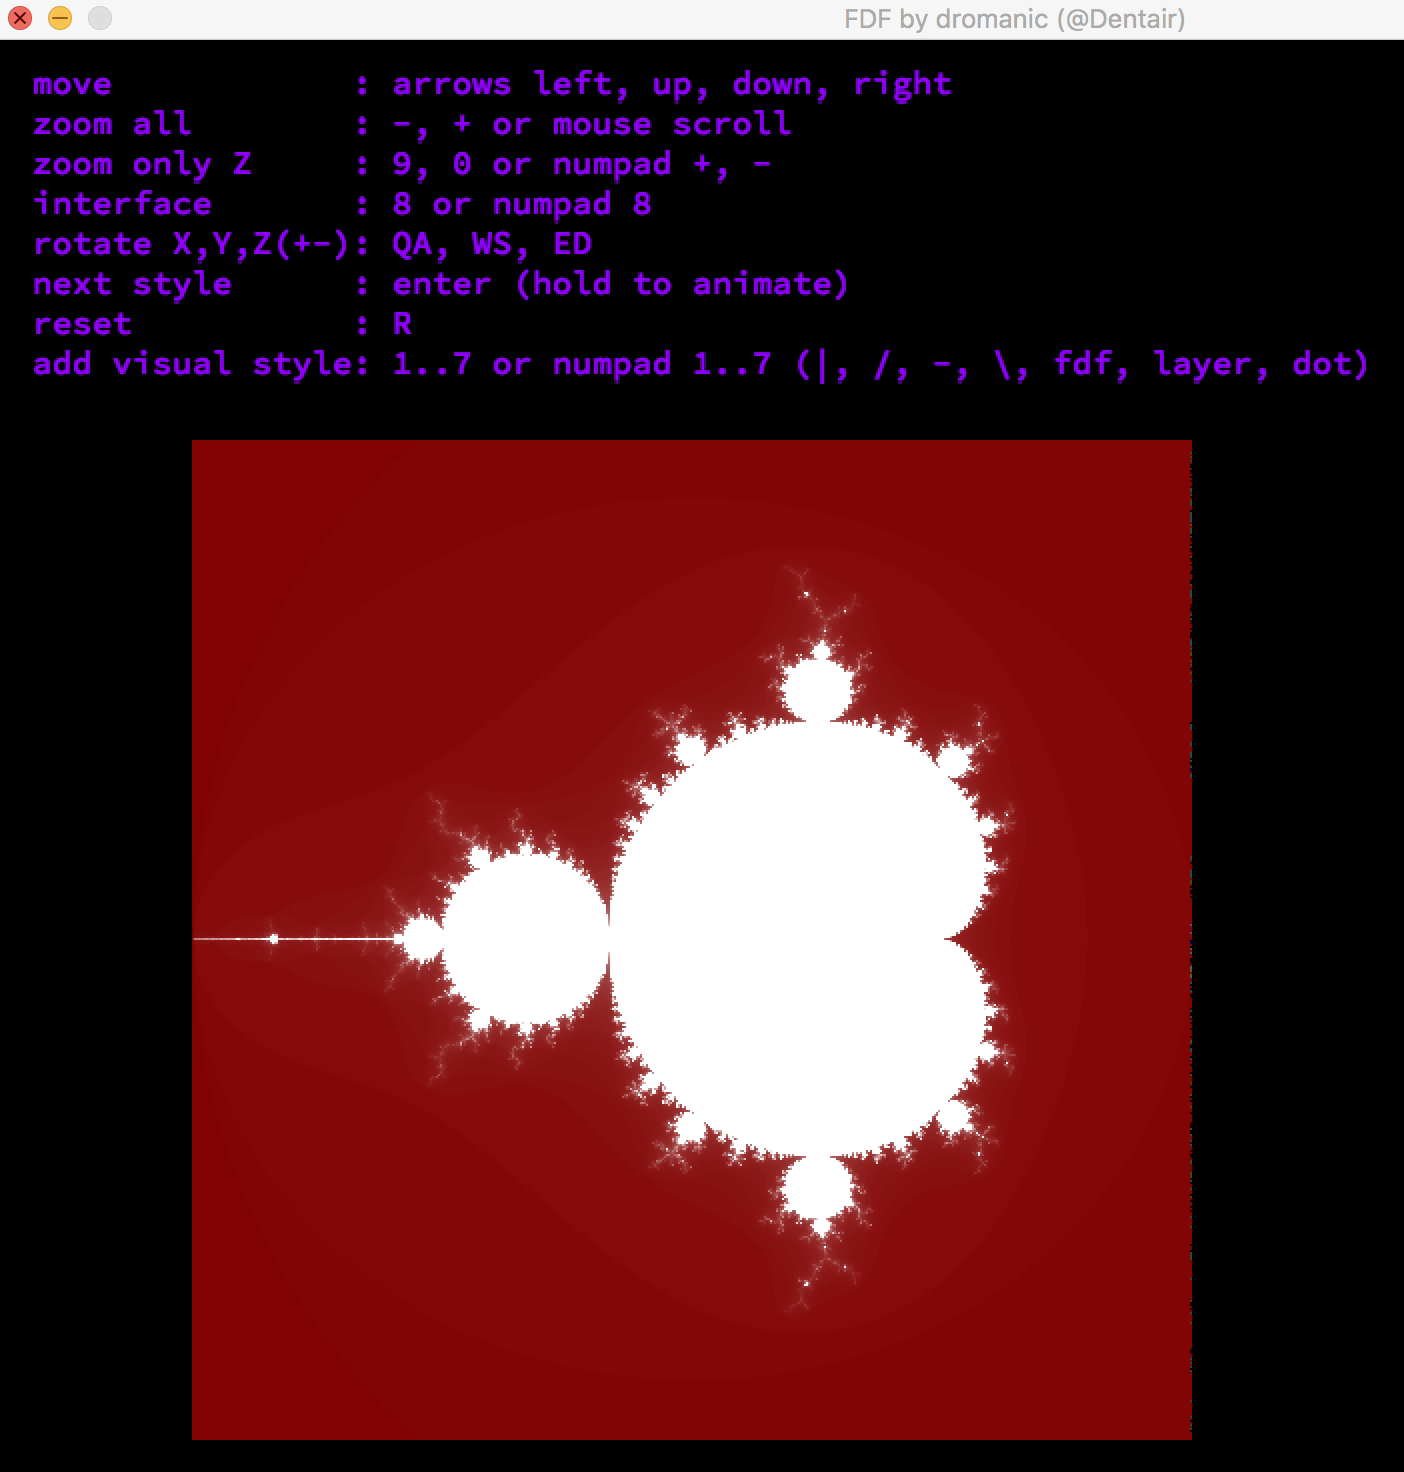 FDF by dromanic (@Dentair)
move : arrows left, up, down, right
zoom all : -, + or mouse scroll
zoom only Z : 9, 0 or numpad +, -
interface : 8 or numpad 8
rotate X,Y,Z(+-): QA, WS, ED
next style : enter (hold to animate)
reset : R
add visual style: 1..7 or numpad 1..7 (|, /, -, \, fdf, layer, dot)